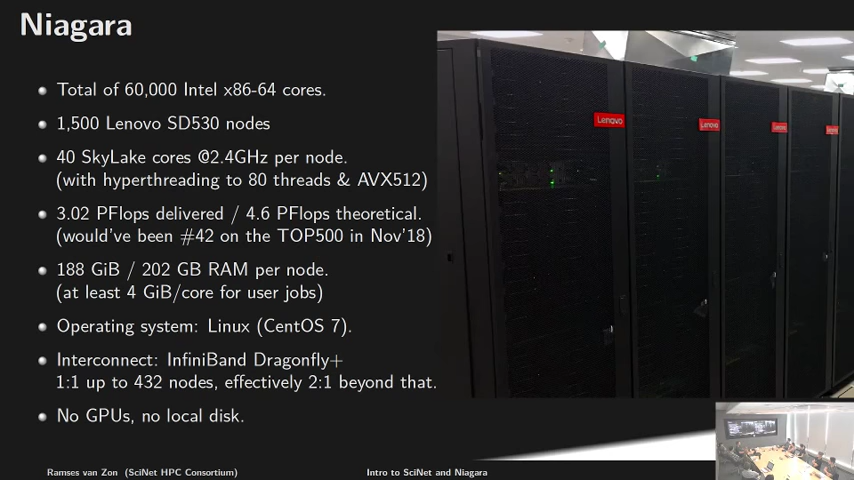 Niagara
Total of 60,000 Intel x86-64 cores.
1,500 Lenovo SD530 nodes
40 SkyLake cores @2.4GHz per node.
(with hyperthreading to 80 threads & AVX512)
3.02 PFlops delivered / 4.6 PFlops theoretical.
(would've been #42 on the TOP500 in Nov'18)
188 GiB / 202 GB RAM per node.
(at least 4 GiB/core for user jobs)
Operating system: Linux (CentOS 7).
Interconnect: InfiniBand Dragonfly+
1:1 up to 432 nodes, effectively 2:1 beyond that.
No GPUs, no local disk.
Lenovo
Lenovo
Lenovo
Lenovo
Ramses van Zon (SciNet HPC Consortium)
Intro to SciNet and Niagara